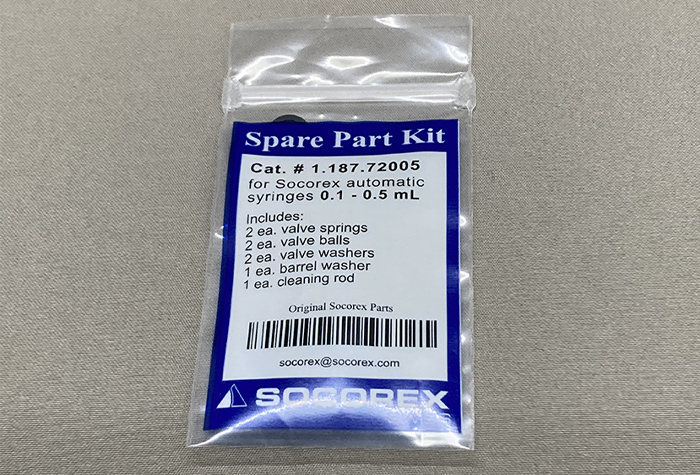 Spare Part Kit
Cat. # 1.187.72005
for Socorex automatic
syringes 0.1 - 0.5 mL
Includes:
2 ea. valve springs
2 ea. valve balls
2 ea. valve washers
1 ea. barrel washer
1 ea. cleaning rod
Original Socorex Parts
socorex@socorex.com
SOCOREX